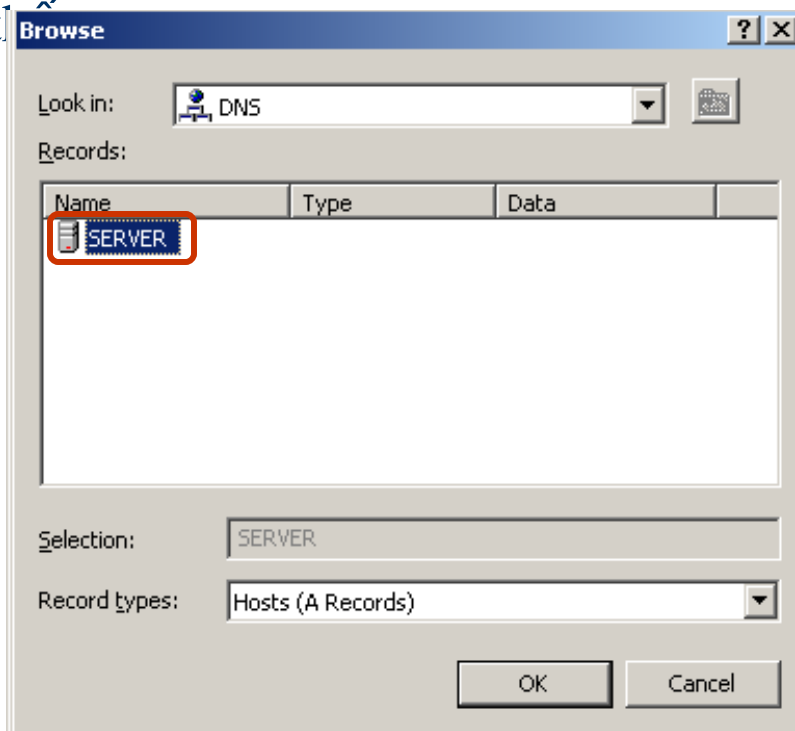 Browse
Look in: DNS
Records:
Name Type Data
SERVER
Selection: SERVER
Record types: Hosts (A Records)
OK Cancel